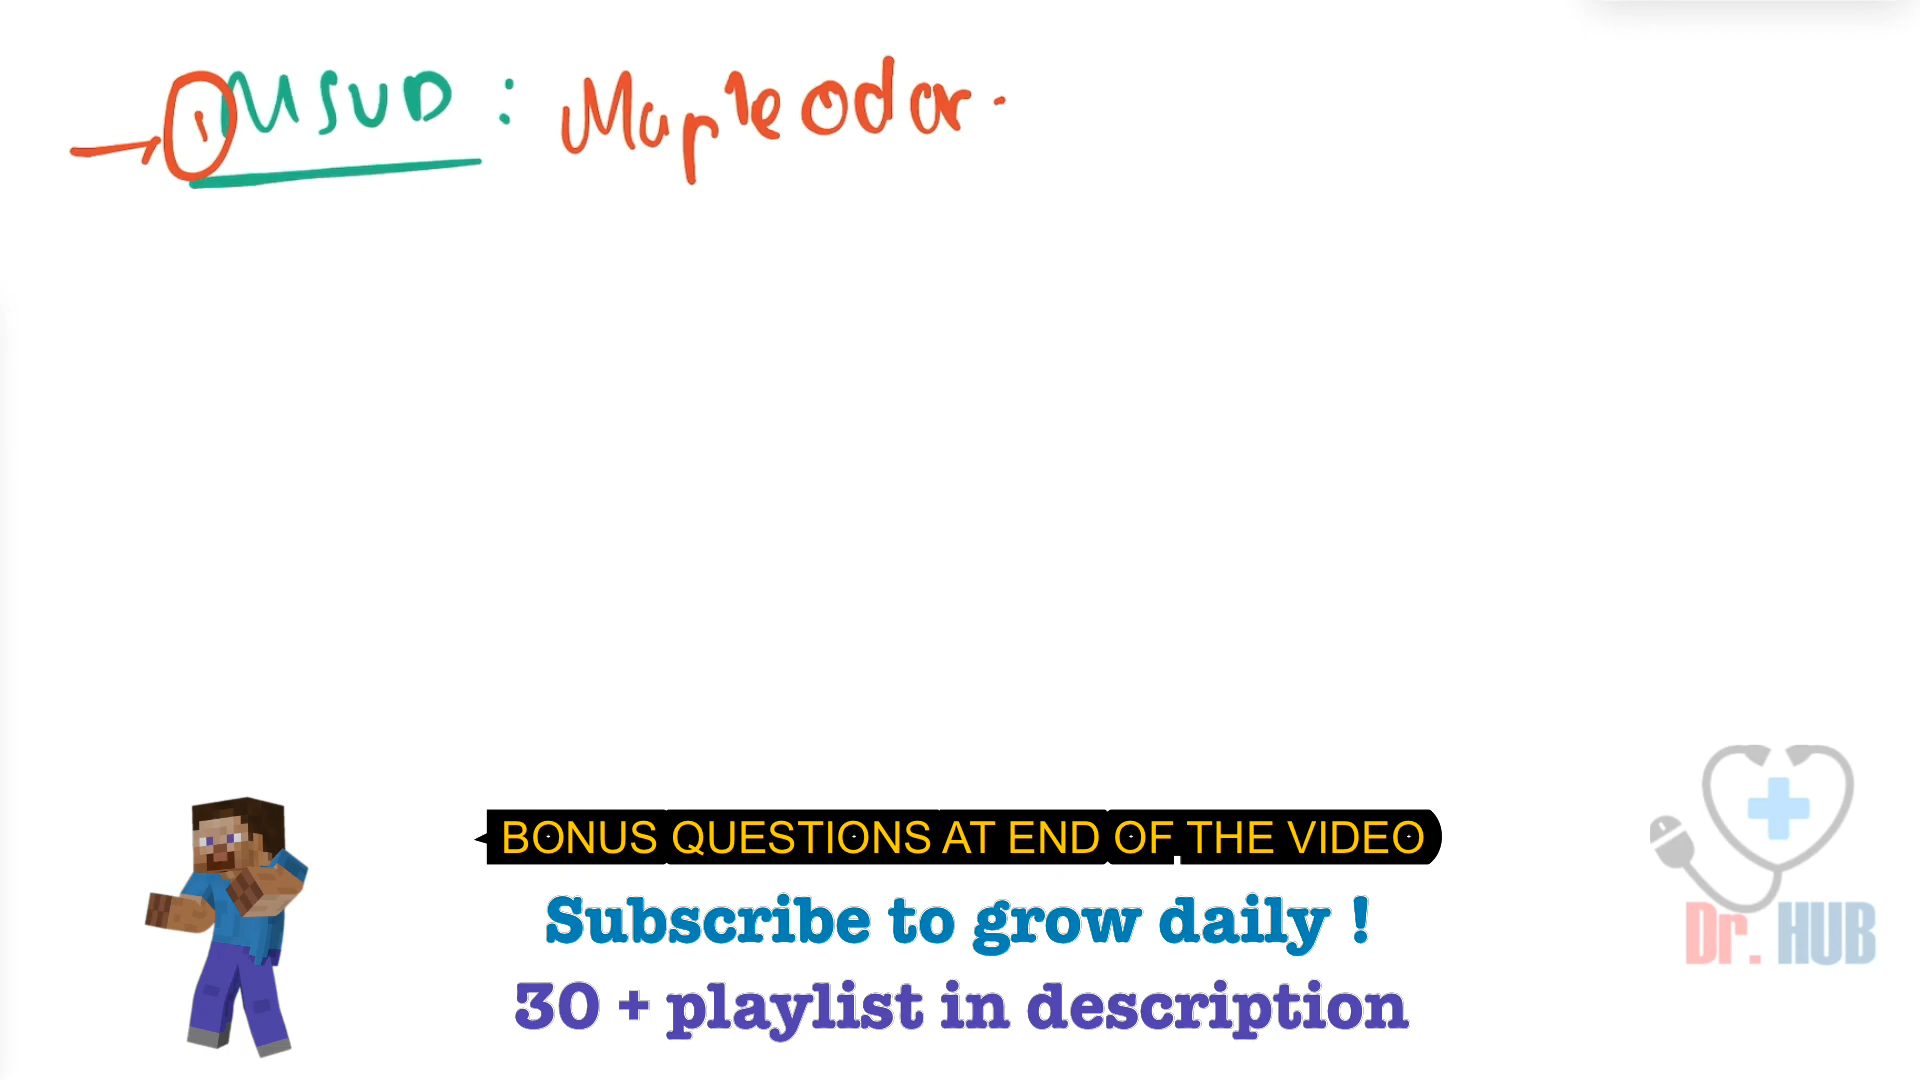 1 MSUD : Maple odor.
BONUS QUESTIONS AT END OF THE VIDEO
Subscribe to grow daily !
30 + playlist in description
Dr. HUB